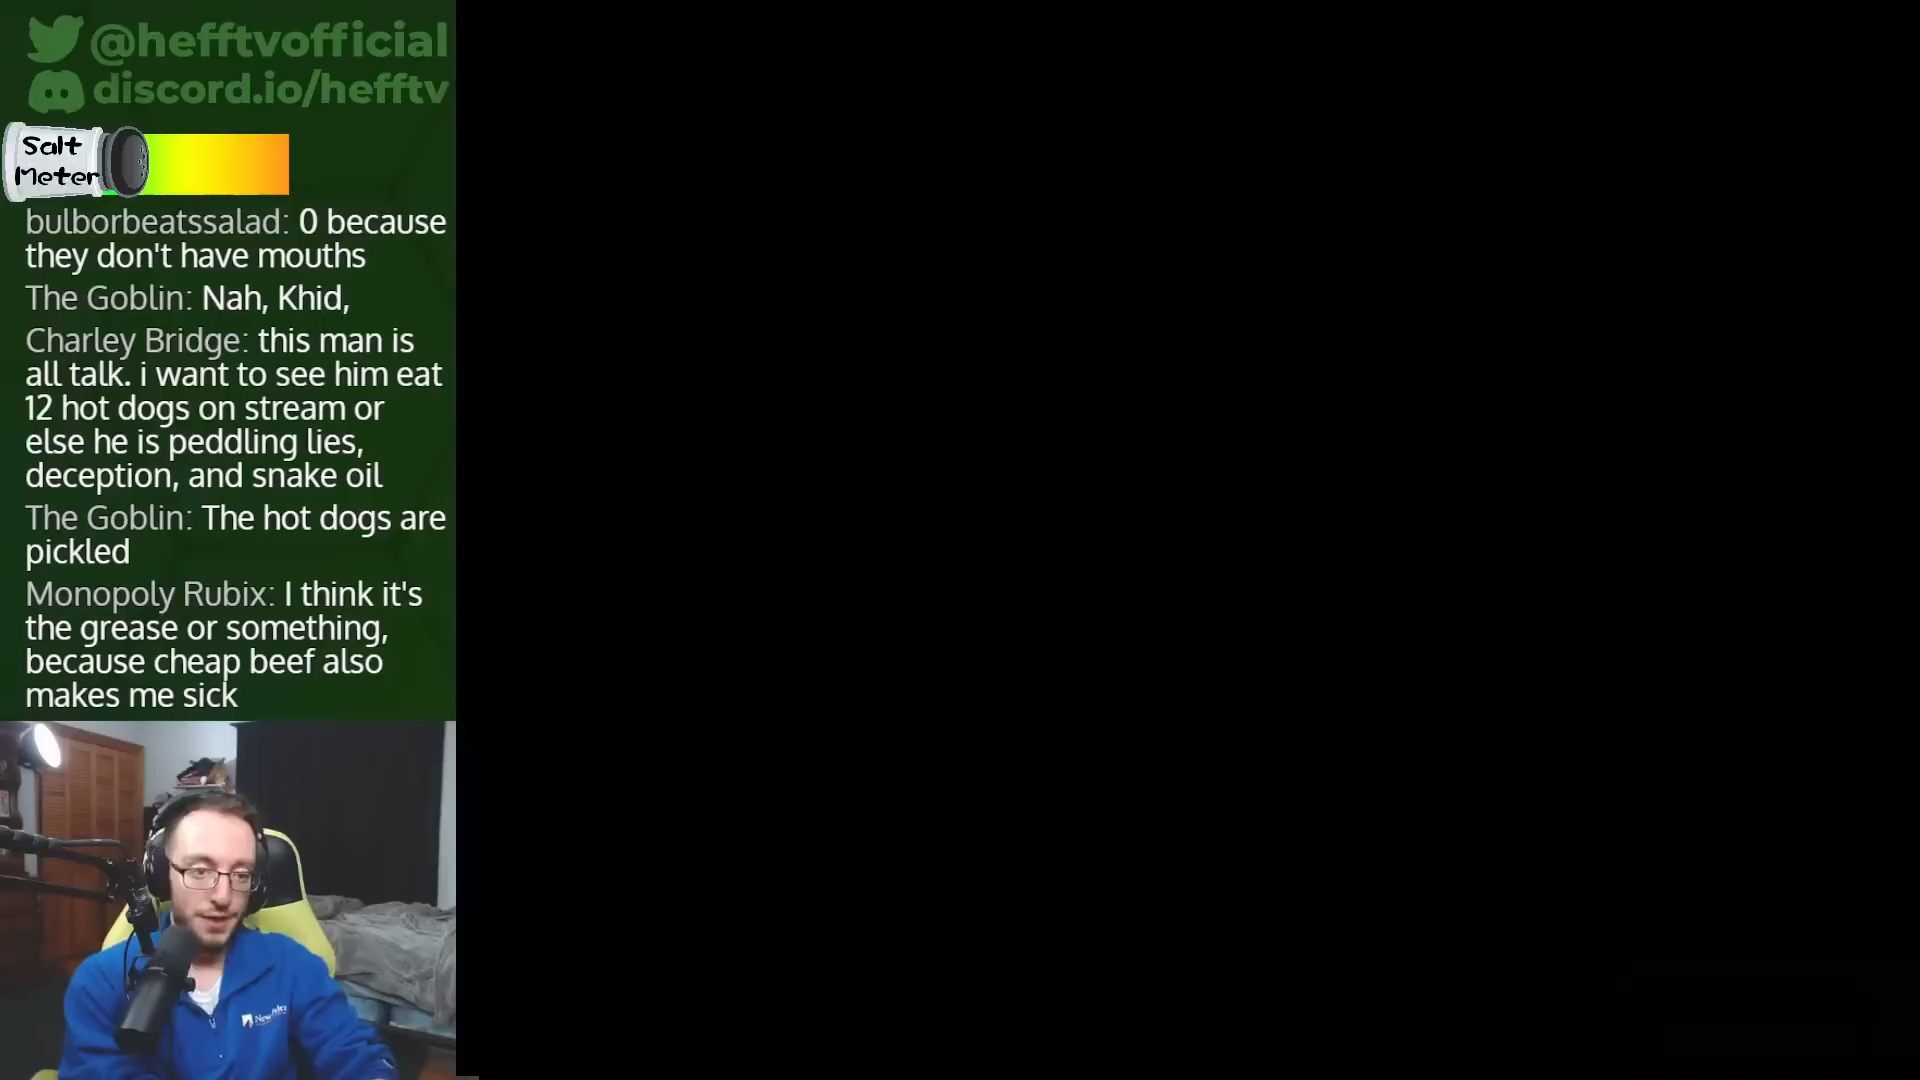 @hefftvofficial
discord.io/hefftv
Salt
Meter
bulborbeatssalad: 0 because
they don't have mouths
The Goblin: Nah, Khid,
Charley Bridge: this man is
all talk. i want to see him eat
12 hot dogs on stream or
else he is peddling lies,
deception, and snake oil
The Goblin: The hot dogs are
pickled
Monopoly Rubix: I think it's
the grease or something,
because cheap beef also
makes me sick